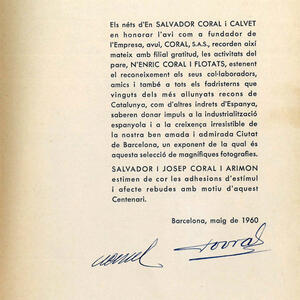 Els néts d'En SALVADOR CORAL i CALVET
en honorar l'avi com a fundador de
l'Empresa, avui, CORAL, S.A.S., recorden així
mateix amb filial gratitud, les activitats del
pare, N'ENRIC CORAL i FLOTATS, estenent
el reconeixement als seus col·laboradors,
amics i també a tots els fadristerns que
vinguts dels més allunyats recons de
Catalunya, com d'altres indrets d'Espanya,
saberen donar impuls a la industrialització
espanyola i a la creixença irresistible de
la nostra ben amada i admirada Ciutat
de Barcelona, un exponent de la qual és
aquesta selecció de magnífiques fotografies.
SALVADOR I JOSEP CORAL I ARIMON
estimen de cor les adhesions d'estímul
i afecte rebudes amb motiu d'aquest
Centenari.
Barcelona, maig de 1960